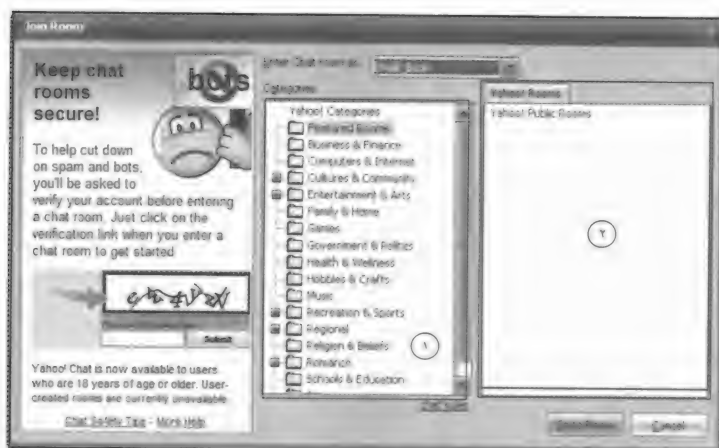 Join Room
Keep chat
rooms
secure!
bots
To help cut down
on spam and bots,
you'll be asked to
verify your account before entering
a chat room. Just click on the
verification link when you enter a
chat room to get started
Submit
Yahoo! Chat is now available to users
who are 18 years of age or older. User-
created rooms are currently unavailable
Chat Safety Tips - More Help
Enter Chat room as:
Categories
Yahoo! Categories
Featured Rooms
Business & Finance
Computers & Internet
Cultures & Community
Entertainment & Arts
Family & Home
Games
Government & Politics
Health & Wellness
Hobbies & Crafts
Music
Recreation & Sports
Regional
Religion & Beliefs
Romance
Schools & Education
١
Yahoo! Rooms
Yahoo! Public Rooms
٢
Cancel